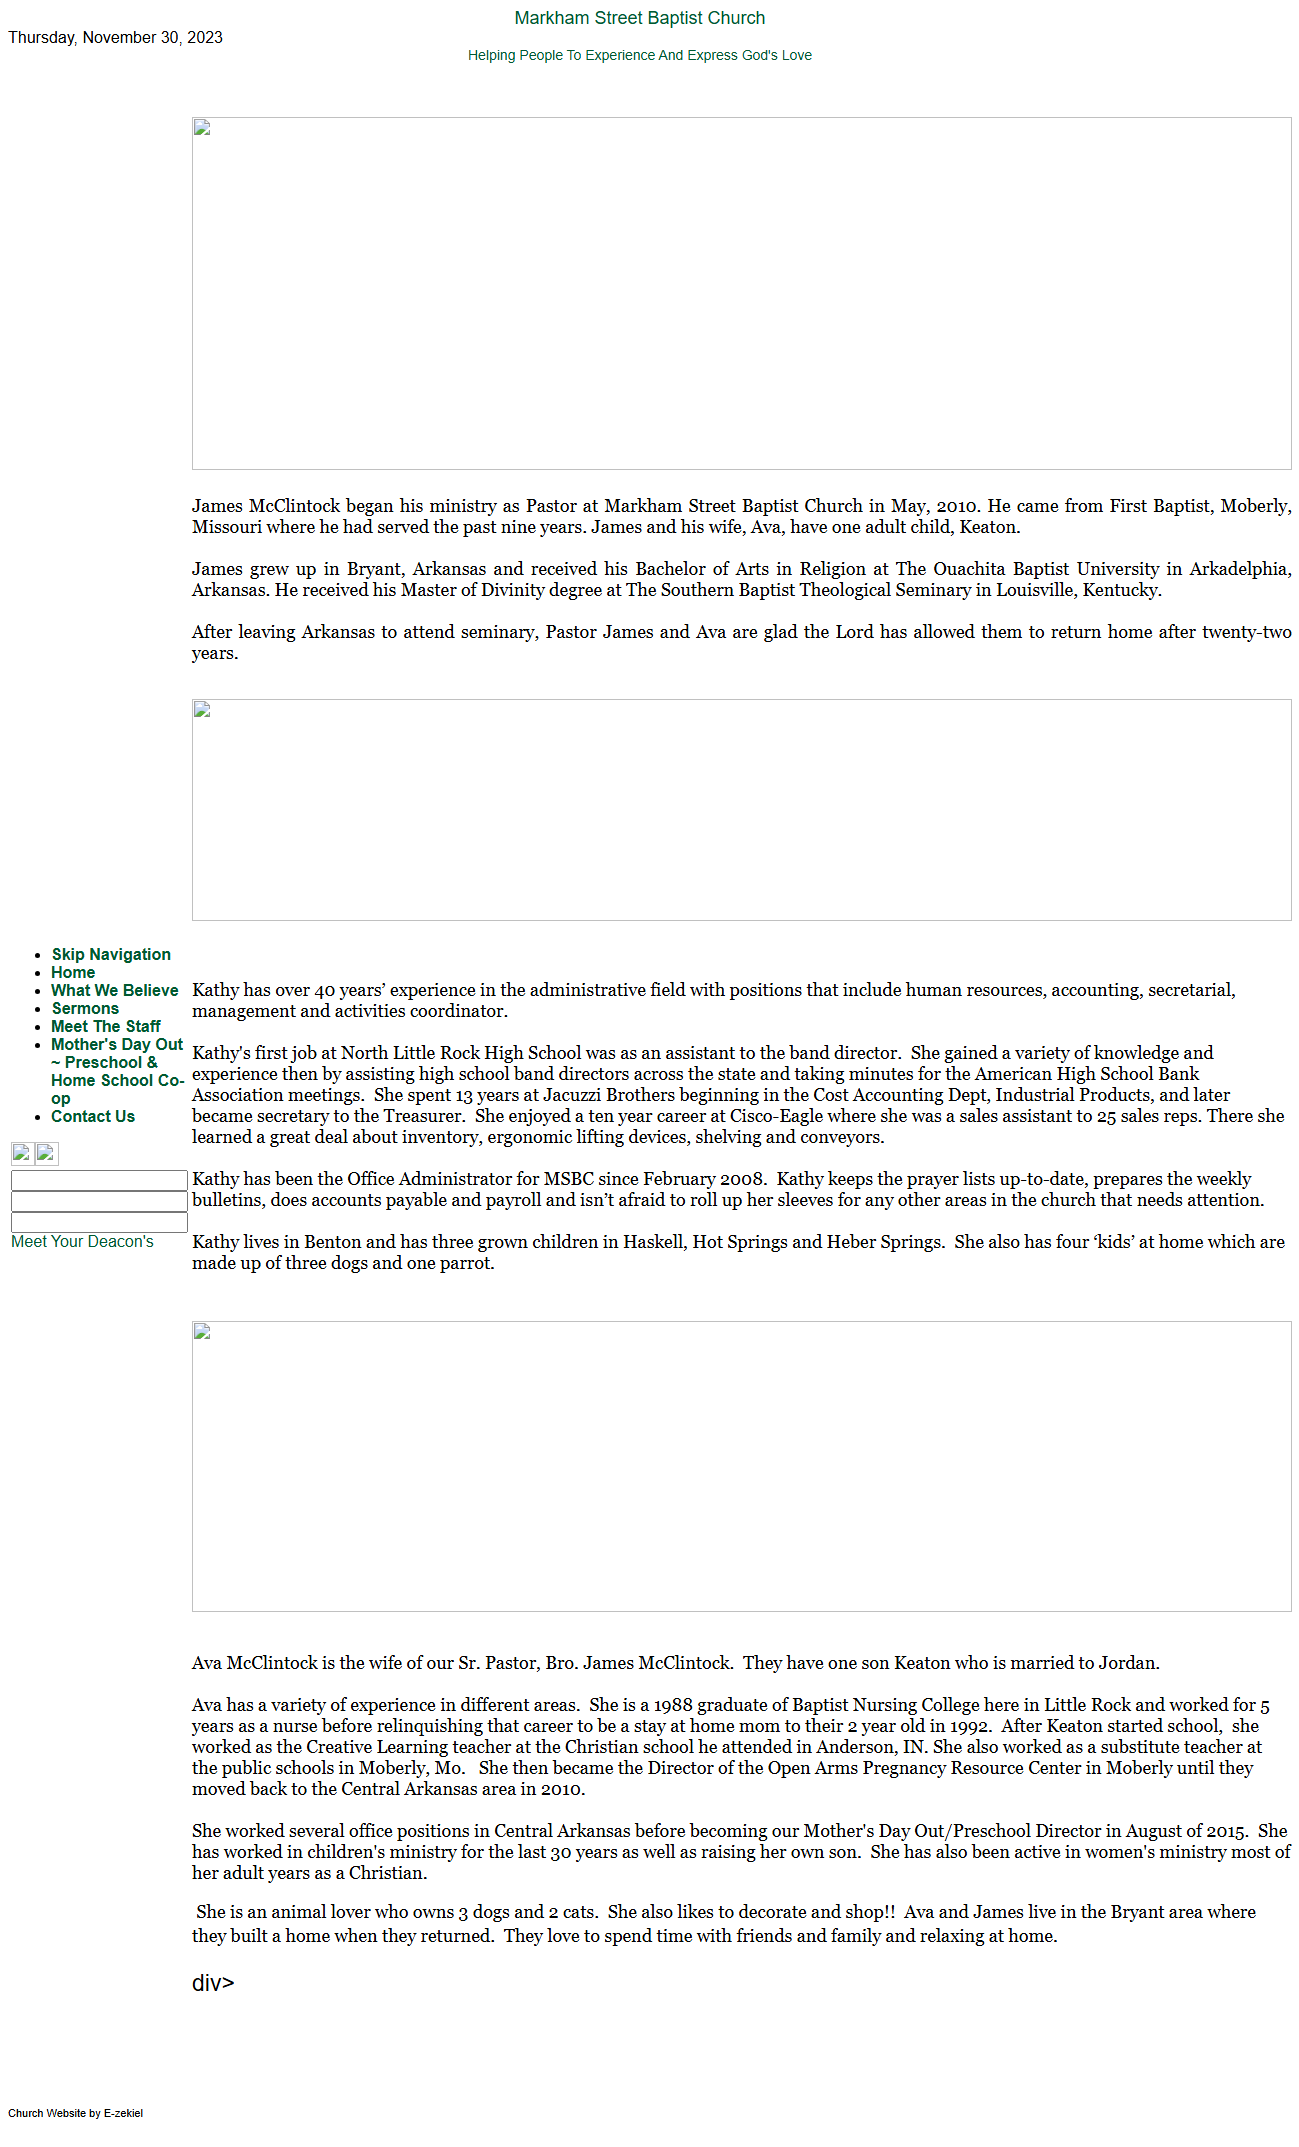 Markham Street Baptist Church
Thursday, November 30, 2023
Helping People To Experience And Express God's Love
James McClintock began his ministry as Pastor at Markham Street Baptist Church in May, 2010. He came from First Baptist, Moberly,
Missouri where he had served the past nine years. James and his wife, Ava, have one adult child, Keaton.
James grew up in Bryant, Arkansas and received his Bachelor of Arts in Religion at The Ouachita Baptist University in Arkadelphia,
Arkansas. He received his Master of Divinity degree at The Southern Baptist Theological Seminary in Louisville, Kentucky.
After leaving Arkansas to attend seminary, Pastor James and Ava are glad the Lord has allowed them to return home after twenty-two
years.
Skip Navigation
Home
What We Believe
Sermons
Meet The Staff
Mother's Day Out
~ Preschool &
Home School Co-
op
Contact Us
Meet Your Deacon's
Kathy has over 40 years’ experience in the administrative field with positions that include human resources, accounting, secretarial,
management and activities coordinator.
Kathy's first job at North Little Rock High School was as an assistant to the band director.  She gained a variety of knowledge and
experience then by assisting high school band directors across the state and taking minutes for the American High School Bank
Association meetings.  She spent 13 years at Jacuzzi Brothers beginning in the Cost Accounting Dept, Industrial Products, and later
became secretary to the Treasurer.  She enjoyed a ten year career at Cisco-Eagle where she was a sales assistant to 25 sales reps. There she
learned a great deal about inventory, ergonomic lifting devices, shelving and conveyors.
Kathy has been the Office Administrator for MSBC since February 2008.  Kathy keeps the prayer lists up-to-date, prepares the weekly
bulletins, does accounts payable and payroll and isn’t afraid to roll up her sleeves for any other areas in the church that needs attention.
Kathy lives in Benton and has three grown children in Haskell, Hot Springs and Heber Springs.  She also has four ‘kids’ at home which are
made up of three dogs and one parrot.
Ava McClintock is the wife of our Sr. Pastor, Bro. James McClintock.  They have one son Keaton who is married to Jordan.
Ava has a variety of experience in different areas.  She is a 1988 graduate of Baptist Nursing College here in Little Rock and worked for 5
years as a nurse before relinquishing that career to be a stay at home mom to their 2 year old in 1992.  After Keaton started school,  she
worked as the Creative Learning teacher at the Christian school he attended in Anderson, IN. She also worked as a substitute teacher at
the public schools in Moberly, Mo.   She then became the Director of the Open Arms Pregnancy Resource Center in Moberly until they
moved back to the Central Arkansas area in 2010.
She worked several office positions in Central Arkansas before becoming our Mother's Day Out/Preschool Director in August of 2015.  She
has worked in children's ministry for the last 30 years as well as raising her own son.  She has also been active in women's ministry most of
her adult years as a Christian.
She is an animal lover who owns 3 dogs and 2 cats.  She also likes to decorate and shop!!  Ava and James live in the Bryant area where
they built a home when they returned.  They love to spend time with friends and family and relaxing at home.
div>
Church Website by E-zekiel